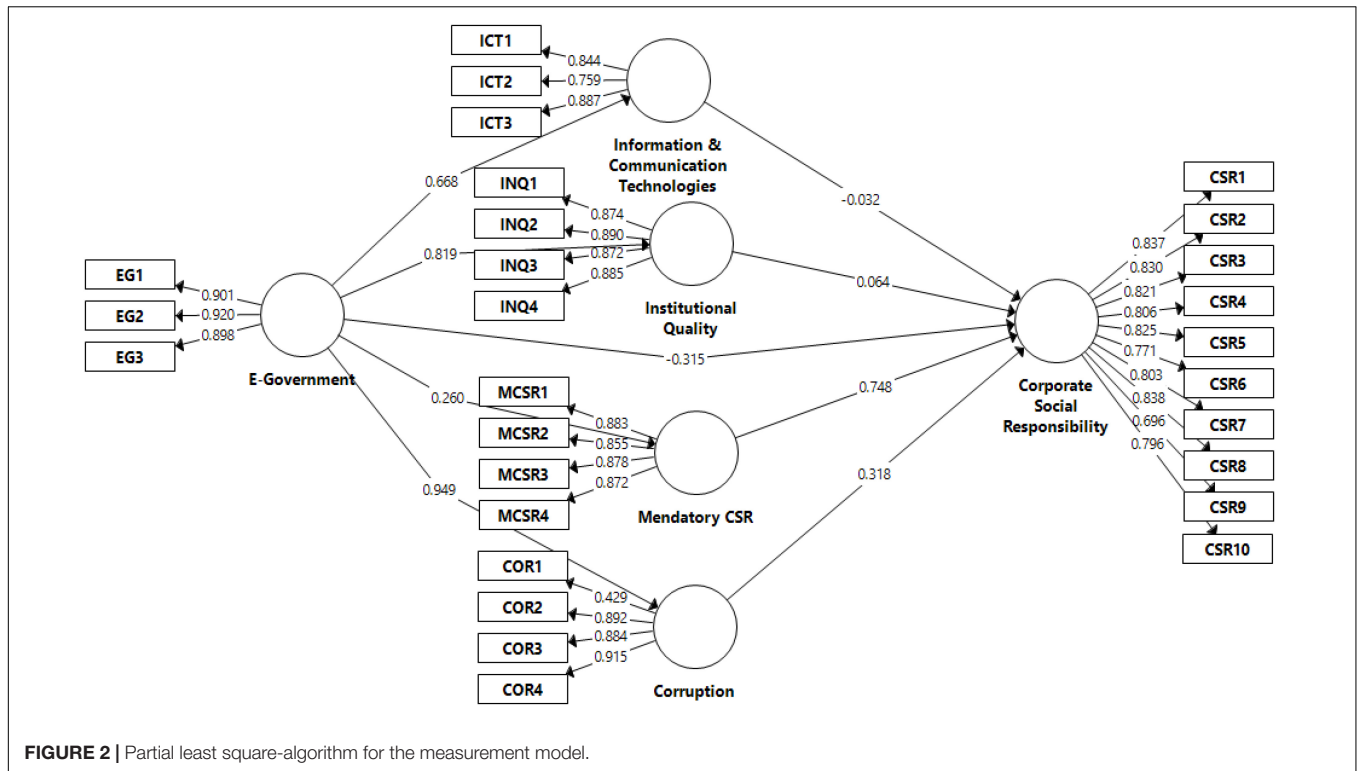 ICT1
ICT2
ICT3
0.844
0.759
0.887
Information &
Communication
Technologies
0.668
-0.032
INQ1
INQ2
INQ3
INQ4
0.874
0.890
0.872
0.885
Institutional
Quality
0.819
0.064
EG1
EG2
EG3
0.901
0.920
0.898
E-Government
-0.315
0.260
MCSR1
MCSR2
MCSR3
MCSR4
0.883
0.855
0.878
0.872
Mendatory CSR
0.748
0.949
COR1
COR2
COR3
COR4
0.429
0.892
0.884
0.915
Corruption
0.318
Corporate
Social
Responsibility
0.837
0.830
0.821
0.806
0.825
0.771
0.803
0.838
0.696
0.796
CSR1
CSR2
CSR3
CSR4
CSR5
CSR6
CSR7
CSR8
CSR9
CSR10
FIGURE 2 | Partial least square-algorithm for the measurement model.